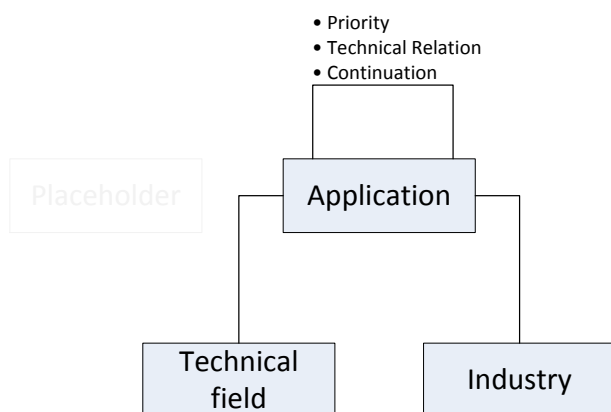 • Priority
• Technical Relation
• Continuation
Placeholder
Application
Technical
field
Industry